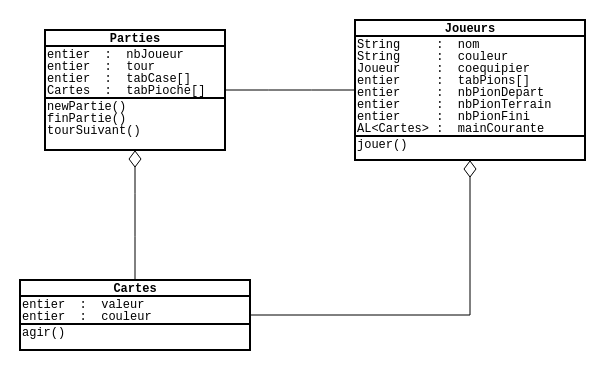 Parties
entier  :  nbJoueur
entier  :  tour
entier  :  tabCase[]
Cartes  :  tabPioche[]
newPartie()
finPartie()
tourSuivant()
Joueurs
String     :  nom
String     :  couleur
Joueur     :  coequipier
entier     :  tabPions[]
entier     :  nbPionDepart
entier     :  nbPionTerrain
entier     :  nbPionFini
AL<Cartes> :  mainCourante
jouer()
Cartes
entier  :  valeur
entier  :  couleur
agir()